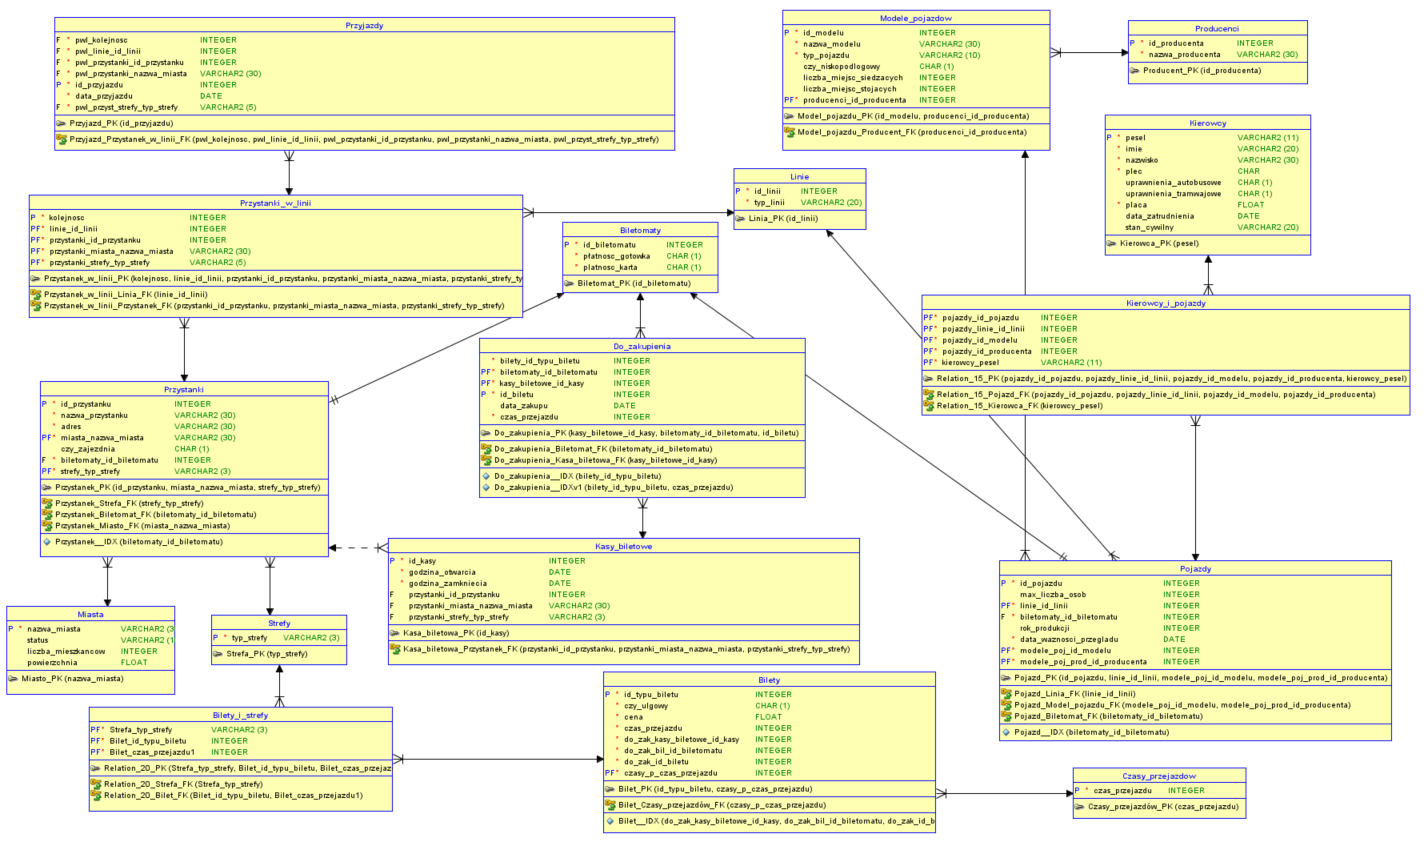 Przyjazdy
F * pwl_kolejnosc INTEGER
F * pwl_linie_id_linii INTEGER
F * pwl_przystanki_id_przystanku INTEGER
F * pwl_przystanki_nazwa_miasta VARCHAR2 (30)
P * id_przyjazdu INTEGER
* data_przyjazdu DATE
F * pwl_przyst_strefy_typ_strefy VARCHAR2 (5)
Przyjazd_PK (id_przyjazdu)
Przyjazd_Przystanek_w_linii_FK (pwl_kolejnosc, pwl_linie_id_linii, pwl_przystanki_id_przystanku, pwl_przystanki_nazwa_miasta, pwl_przyst_strefy_typ_strefy)
Modele_pojazdow
P * id_modelu INTEGER
* nazwa_modelu VARCHAR2 (30)
* typ_pojazdu VARCHAR2 (10)
czy_niskopodlogowy CHAR (1)
liczba_miejsc_siedzacych INTEGER
liczba_miejsc_stojacych INTEGER
PF* producenci_id_producenta INTEGER
Model_pojazdu_PK (id_modelu, producenci_id_producenta)
Model_pojazdu_Producent_FK (producenci_id_producenta)
Producenci
P * id_producenta INTEGER
* nazwa_producenta VARCHAR2 (30)
Producent_PK (id_producenta)
Kierowcy
P * pesel VARCHAR2 (11)
* imie VARCHAR2 (20)
* nazwisko VARCHAR2 (30)
* plec CHAR
uprawnienia_autobusowe CHAR (1)
uprawnienia_tramwajowe CHAR (1)
* placa FLOAT
data_zatrudnienia DATE
stan_cywilny VARCHAR2 (20)
Kierowca_PK (pesel)
Linie
P * id_linii INTEGER
* typ_linii VARCHAR2 (20)
Linia_PK (id_linii)
Przystanki_w_linii
P * kolejnosc INTEGER
PF* linie_id_linii INTEGER
PF* przystanki_id_przystanku INTEGER
PF* przystanki_miasta_nazwa_miasta VARCHAR2 (30)
PF* przystanki_strefy_typ_strefy VARCHAR2 (5)
Przystanek_w_linii_PK (kolejnosc, linie_id_linii, przystanki_id_przystanku, przystanki_miasta_nazwa_miasta, przystanki_strefy_ty
Przystanek_w_linii_Linia_FK (linie_id_linii)
Przystanek_w_linii_Przystanek_FK (przystanki_id_przystanku, przystanki_miasta_nazwa_miasta, przystanki_strefy_typ_strefy)
Biletomaty
P * id_biletomatu INTEGER
* płatnosc_gotowka CHAR (1)
* platnosc_karta CHAR (1)
Biletomat_PK (id_biletomatu)
Kierowcy_i_pojazdy
PF* pojazdy_id_pojazdu INTEGER
PF* pojazdy_linie_id_linii INTEGER
PF* pojazdy_id_modelu INTEGER
PF* pojazdy_id_producenta INTEGER
PF* kierowcy_pesel VARCHAR2 (11)
Relation_15_PK (pojazdy_id_pojazdu, pojazdy_linie_id_linii, pojazdy_id_modelu, pojazdy_id_producenta, kierowcy_pesel)
Relation_15_Pojazd_FK (pojazdy_id_pojazdu, pojazdy_linie_id_linii, pojazdy_id_modelu, pojazdy_id_producenta)
Relation_15_Kierowca_FK (kierowcy_pesel)
Do_zakupienia
* bilety_id_typu_biletu INTEGER
PF* biletomaty_id_biletomatu INTEGER
PF* kasy_biletowe_id_kasy INTEGER
P * id_biletu INTEGER
data_zakupu DATE
* czas_przejazdu INTEGER
Do_zakupienia_PK (kasy_biletowe_id_kasy, biletomaty_id_biletomatu, id_biletu)
Do_zakupienia_Biletomat_FK (biletomaty_id_biletomatu)
Do_zakupienia_Kasa_biletowa_FK (kasy_biletowe_id_kasy)
Do_zakupienia__IDX (bilety_id_typu_biletu)
Do_zakupienia__IDXv1 (bilety_id_typu_biletu, czas_przejazdu)
Przystanki
P * id_przystanku INTEGER
* nazwa_przystanku VARCHAR2 (30)
* adres VARCHAR2 (30)
PF* miasta_nazwa_miasta VARCHAR2 (30)
czy_zajezdnia CHAR (1)
F * biletomaty_id_biletomatu INTEGER
PF* strefy_typ_strefy VARCHAR2 (3)
Przystanek_PK (id_przystanku, miasta_nazwa_miasta, strefy_typ_strefy)
Przystanek_Strefa_FK (strefy_typ_strefy)
Przystanek_Biletomat_FK (biletomaty_id_biletomatu)
Przystanek_Miasto_FK (miasta_nazwa_miasta)
Przystanek__IDX (biletomaty_id_biletomatu)
Kasy_biletowe
P * id_kasy INTEGER
* godzina_otwarcia DATE
* godzina_zamkniecia DATE
F przystanki_id_przystanku INTEGER
F przystanki_miasta_nazwa_miasta VARCHAR2 (30)
F przystanki_strefy_typ_strefy VARCHAR2 (3)
Kasa_biletowa_PK (id_kasy)
Kasa_biletowa_Przystanek_FK (przystanki_id_przystanku, przystanki_miasta_nazwa_miasta, przystanki_strefy_typ_strefy)
Pojazdy
P * id_pojazdu INTEGER
max_liczba_osob INTEGER
PF* linie_id_linii INTEGER
F * biletomaty_id_biletomatu INTEGER
rok_produkcji INTEGER
* data_waznosci_przegladu DATE
PF* modele_poj_id_modelu INTEGER
PF* modele_poj_prod_id_producenta INTEGER
Pojazd_PK (id_pojazdu, linie_id_linii, modele_poj_id_modelu, modele_poj_prod_id_producenta)
Pojazd_Linia_FK (linie_id_linii)
Pojazd_Model_pojazdu_FK (modele_poj_id_modelu, modele_poj_prod_id_producenta)
Pojazd_Biletomat_FK (biletomaty_id_biletomatu)
Pojazd__IDX (biletomaty_id_biletomatu)
Miasta
P * nazwa_miasta VARCHAR2 (3
status VARCHAR2 (1
liczba_mieszkancow INTEGER
powierzchnia FLOAT
Miasto_PK (nazwa_miasta)
Strefy
P * typ_strefy VARCHAR2 (3)
Strefa_PK (typ_strefy)
Bilety_i_strefy
PF* Strefa_typ_strefy VARCHAR2 (3)
PF* Bilet_id_typu_biletu INTEGER
PF* Bilet_czas_przejazdu1 INTEGER
Relation_20_PK (Strefa_typ_strefy, Bilet_id_typu_biletu, Bilet_czas_przejaz
Relation_20_Strefa_FK (Strefa_typ_strefy)
Relation_20_Bilet_FK (Bilet_id_typu_biletu, Bilet_czas_przejazdu1)
Bilety
P * id_typu_biletu INTEGER
* czy_ulgowy CHAR (1)
* cena FLOAT
* czas_przejazdu INTEGER
* do_zak_kasy_biletowe_id_kasy INTEGER
* do_zak_bil_id_biletomatu INTEGER
* do_zak_id_biletu INTEGER
PF* czasy_p_czas_przejazdu INTEGER
Bilet_PK (id_typu_biletu, czasy_p_czas_przejazdu)
Bilet_Czasy_przejazdów_FK (czasy_p_czas_przejazdu)
Bilet__IDX (do_zak_kasy_biletowe_id_kasy, do_zak_bil_id_biletomatu, do_zak_id_b
Czasy_przejazdow
P * czas_przejazdu INTEGER
Czasy_przejazdów_PK (czas_przejazdu)